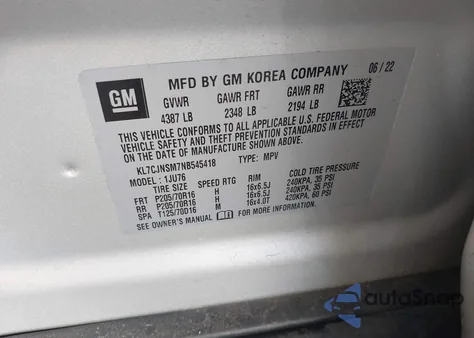 GM
MFD BY GM KOREA COMPANY 06/22
GVWR GAWR FRT GAWR RR
4387 LB 2348 LB 2194 LB
THIS VEHICLE CONFORMS TO ALL APPLICABLE U.S. FEDERAL MOTOR
VEHICLE SAFETY AND THEFT PREVENTION STANDARDS IN EFFECT
ON THE DATE OF MANUFACTURE SHOWN ABOVE.
KL7CJNSM7NB545418 TYPE: MPV
MODEL: 1JU76
TIRE SIZE SPEED RTG RIM COLD TIRE PRESSURE
FRT P205/70R16 H 16x6.5J 240KPA, 35 PSI
RR P205/70R16 H 16x6.5J 240KPA, 35 PSI
SPA T125/70D16 M 16x4.0T 420KPA, 60 PSI
SEE OWNER'S MANUAL FOR MORE INFORMATION.
autoSnap